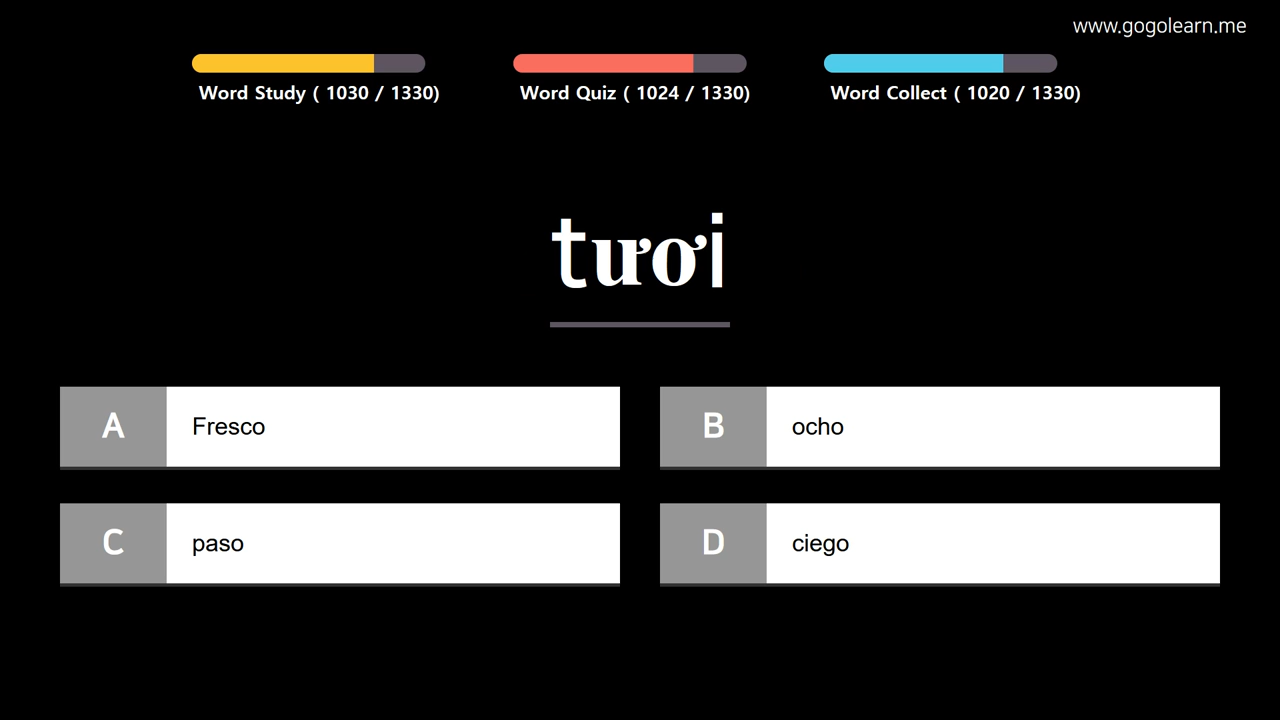 www.gogolearn.me
Word Study ( 1030 / 1330)
Word Quiz ( 1024 / 1330)
Word Collect ( 1020 / 1330)
tươi
A Fresco
B ocho
C paso
D ciego